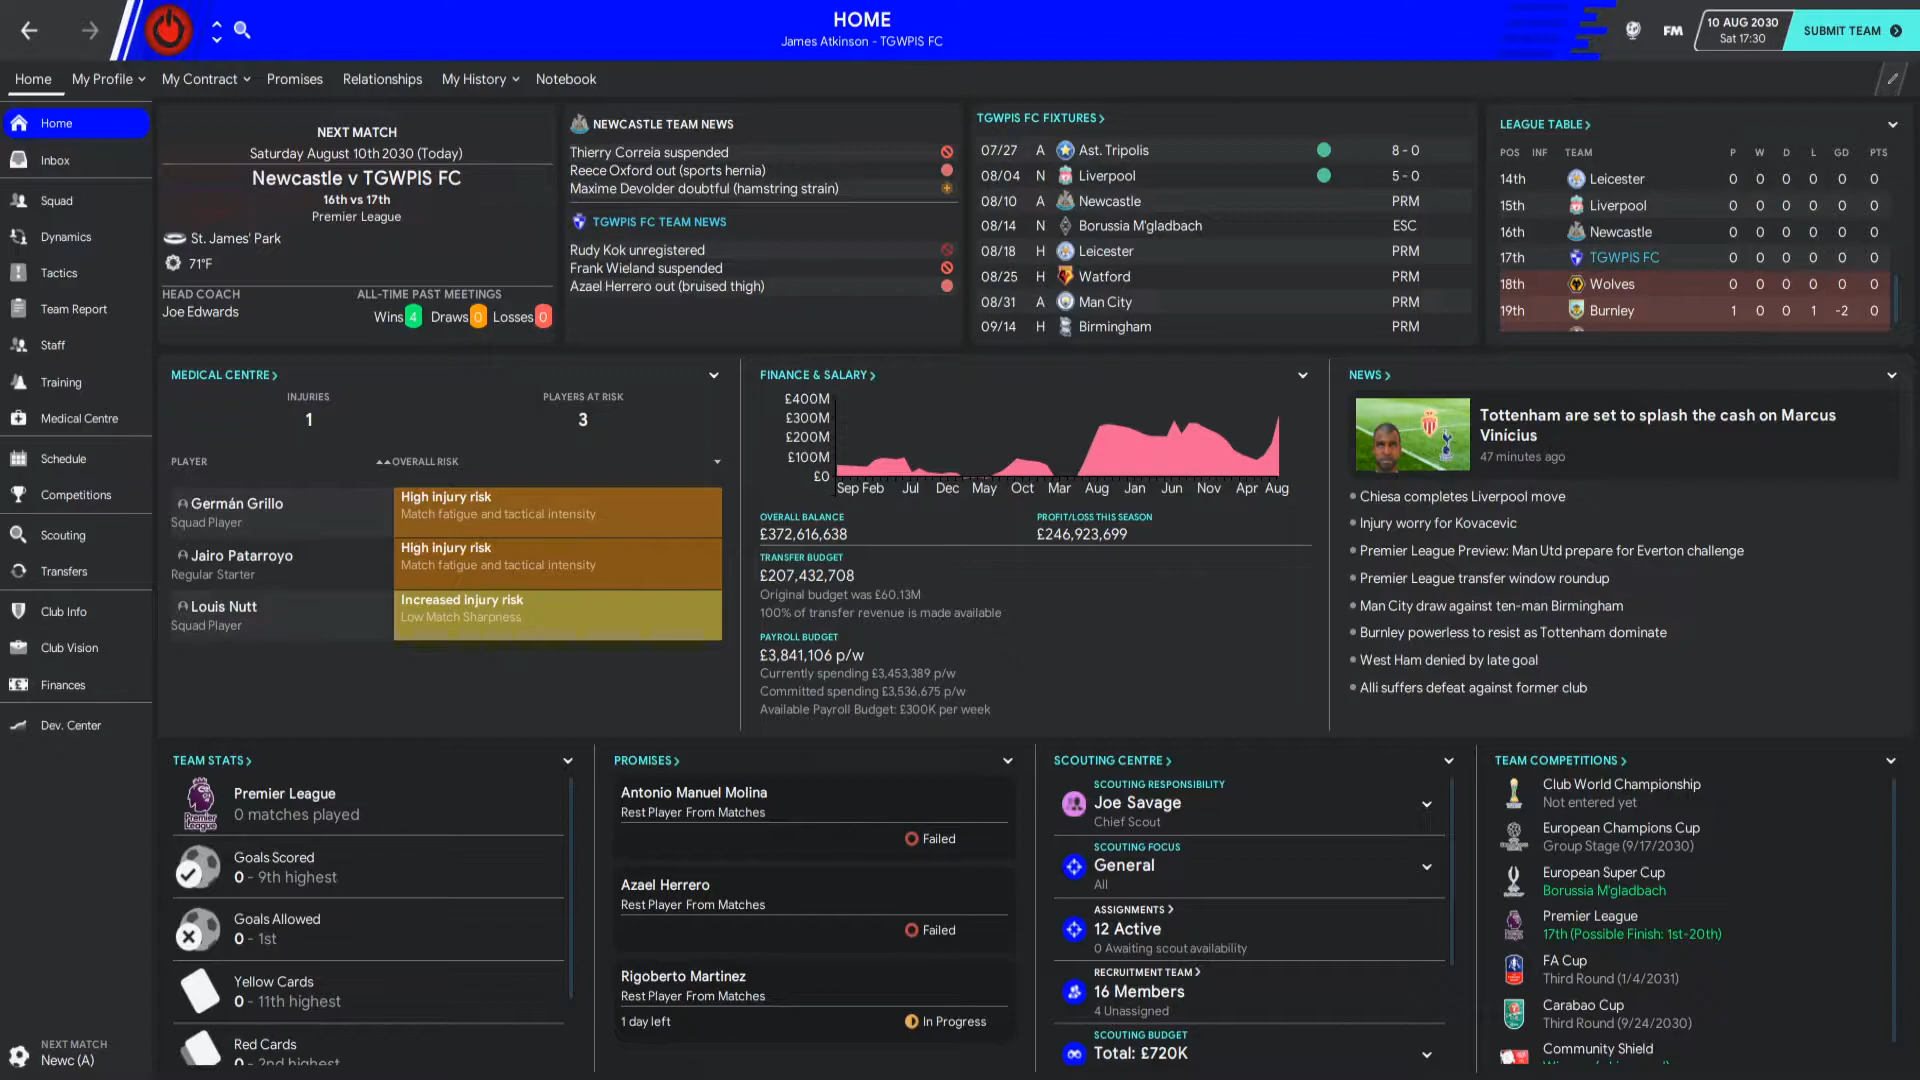 HOME
James Atkinson - TGWPIS FC
FM
10 AUG 2030
Sat 17:30
SUBMIT TEAM
Home
My Profile
My Contract
Promises
Relationships
My History
Notebook
Home
Inbox
Squad
Dynamics
Tactics
Team Report
Staff
Training
Medical Centre
Schedule
Competitions
Scouting
Transfers
Club Info
Club Vision
Finances
Dev. Center
NEXT MATCH
Newc (A)
NEXT MATCH
Saturday August 10th 2030 (Today)
Newcastle v TGWPIS FC
16th vs 17th
Premier League
St. James' Park
71°F
HEAD COACH
Joe Edwards
ALL-TIME PAST MEETINGS
Wins 4 Draws 0 Losses 0
NEWCASTLE TEAM NEWS
Thierry Correia suspended
Reece Oxford out (sports hernia)
Maxime Devolder doubtful (hamstring strain)
TGWPIS FC TEAM NEWS
Rudy Kok unregistered
Frank Wieland suspended
Azael Herrero out (bruised thigh)
TGWPIS FC FIXTURES >
07/27 A Ast. Tripolis 8 - 0
08/04 N Liverpool 5 - 0
08/10 A Newcastle PRM
08/14 N Borussia M'gladbach ESC
08/18 H Leicester PRM
08/25 H Watford PRM
08/31 A Man City PRM
09/14 H Birmingham PRM
LEAGUE TABLE >
POS INF TEAM P W D L GD PTS
14th Leicester 0 0 0 0 0 0
15th Liverpool 0 0 0 0 0 0
16th Newcastle 0 0 0 0 0 0
17th TGWPIS FC 0 0 0 0 0 0
18th Wolves 0 0 0 0 0 0
19th Burnley 1 0 0 1 -2 0
MEDICAL CENTRE >
INJURIES
1
PLAYERS AT RISK
3
PLAYER OVERALL RISK
Germán Grillo
Squad Player
High injury risk
Match fatigue and tactical intensity
Jairo Patarroyo
Regular Starter
High injury risk
Match fatigue and tactical intensity
Louis Nutt
Squad Player
Increased injury risk
Low Match Sharpness
FINANCE & SALARY >
£400M
£300M
£200M
£100M
£0
Sep Feb Jul Dec May Oct Mar Aug Jan Jun Nov Apr Aug
OVERALL BALANCE
£372,616,638
PROFIT/LOSS THIS SEASON
£246,923,699
TRANSFER BUDGET
£207,432,708
Original budget was £60.13M
100% of transfer revenue is made available
PAYROLL BUDGET
£3,841,106 p/w
Currently spending £3,453,389 p/w
Committed spending £3,536,675 p/w
Available Payroll Budget: £300K per week
NEWS >
Tottenham are set to splash the cash on Marcus
Vinícius
47 minutes ago
Chiesa completes Liverpool move
Injury worry for Kovacevic
Premier League Preview: Man Utd prepare for Everton challenge
Premier League transfer window roundup
Man City draw against ten-man Birmingham
Burnley powerless to resist as Tottenham dominate
West Ham denied by late goal
Alli suffers defeat against former club
TEAM STATS >
Premier League
0 matches played
Goals Scored
0 - 9th highest
Goals Allowed
0 - 1st
Yellow Cards
0 - 11th highest
Red Cards
0 - 2nd highest
PROMISES >
Antonio Manuel Molina
Rest Player From Matches
Failed
Azael Herrero
Rest Player From Matches
Failed
Rigoberto Martinez
Rest Player From Matches
1 day left
In Progress
SCOUTING CENTRE >
SCOUTING RESPONSIBILITY
Joe Savage
Chief Scout
SCOUTING FOCUS
General
All
ASSIGNMENTS >
12 Active
0 Awaiting scout availability
RECRUITMENT TEAM >
16 Members
4 Unassigned
SCOUTING BUDGET
Total: £720K
TEAM COMPETITIONS >
Club World Championship
Not entered yet
European Champions Cup
Group Stage (9/17/2030)
European Super Cup
Borussia M'gladbach
Premier League
17th (Possible Finish: 1st-20th)
FA Cup
Third Round (1/4/2031)
Carabao Cup
Third Round (9/24/2030)
Community Shield